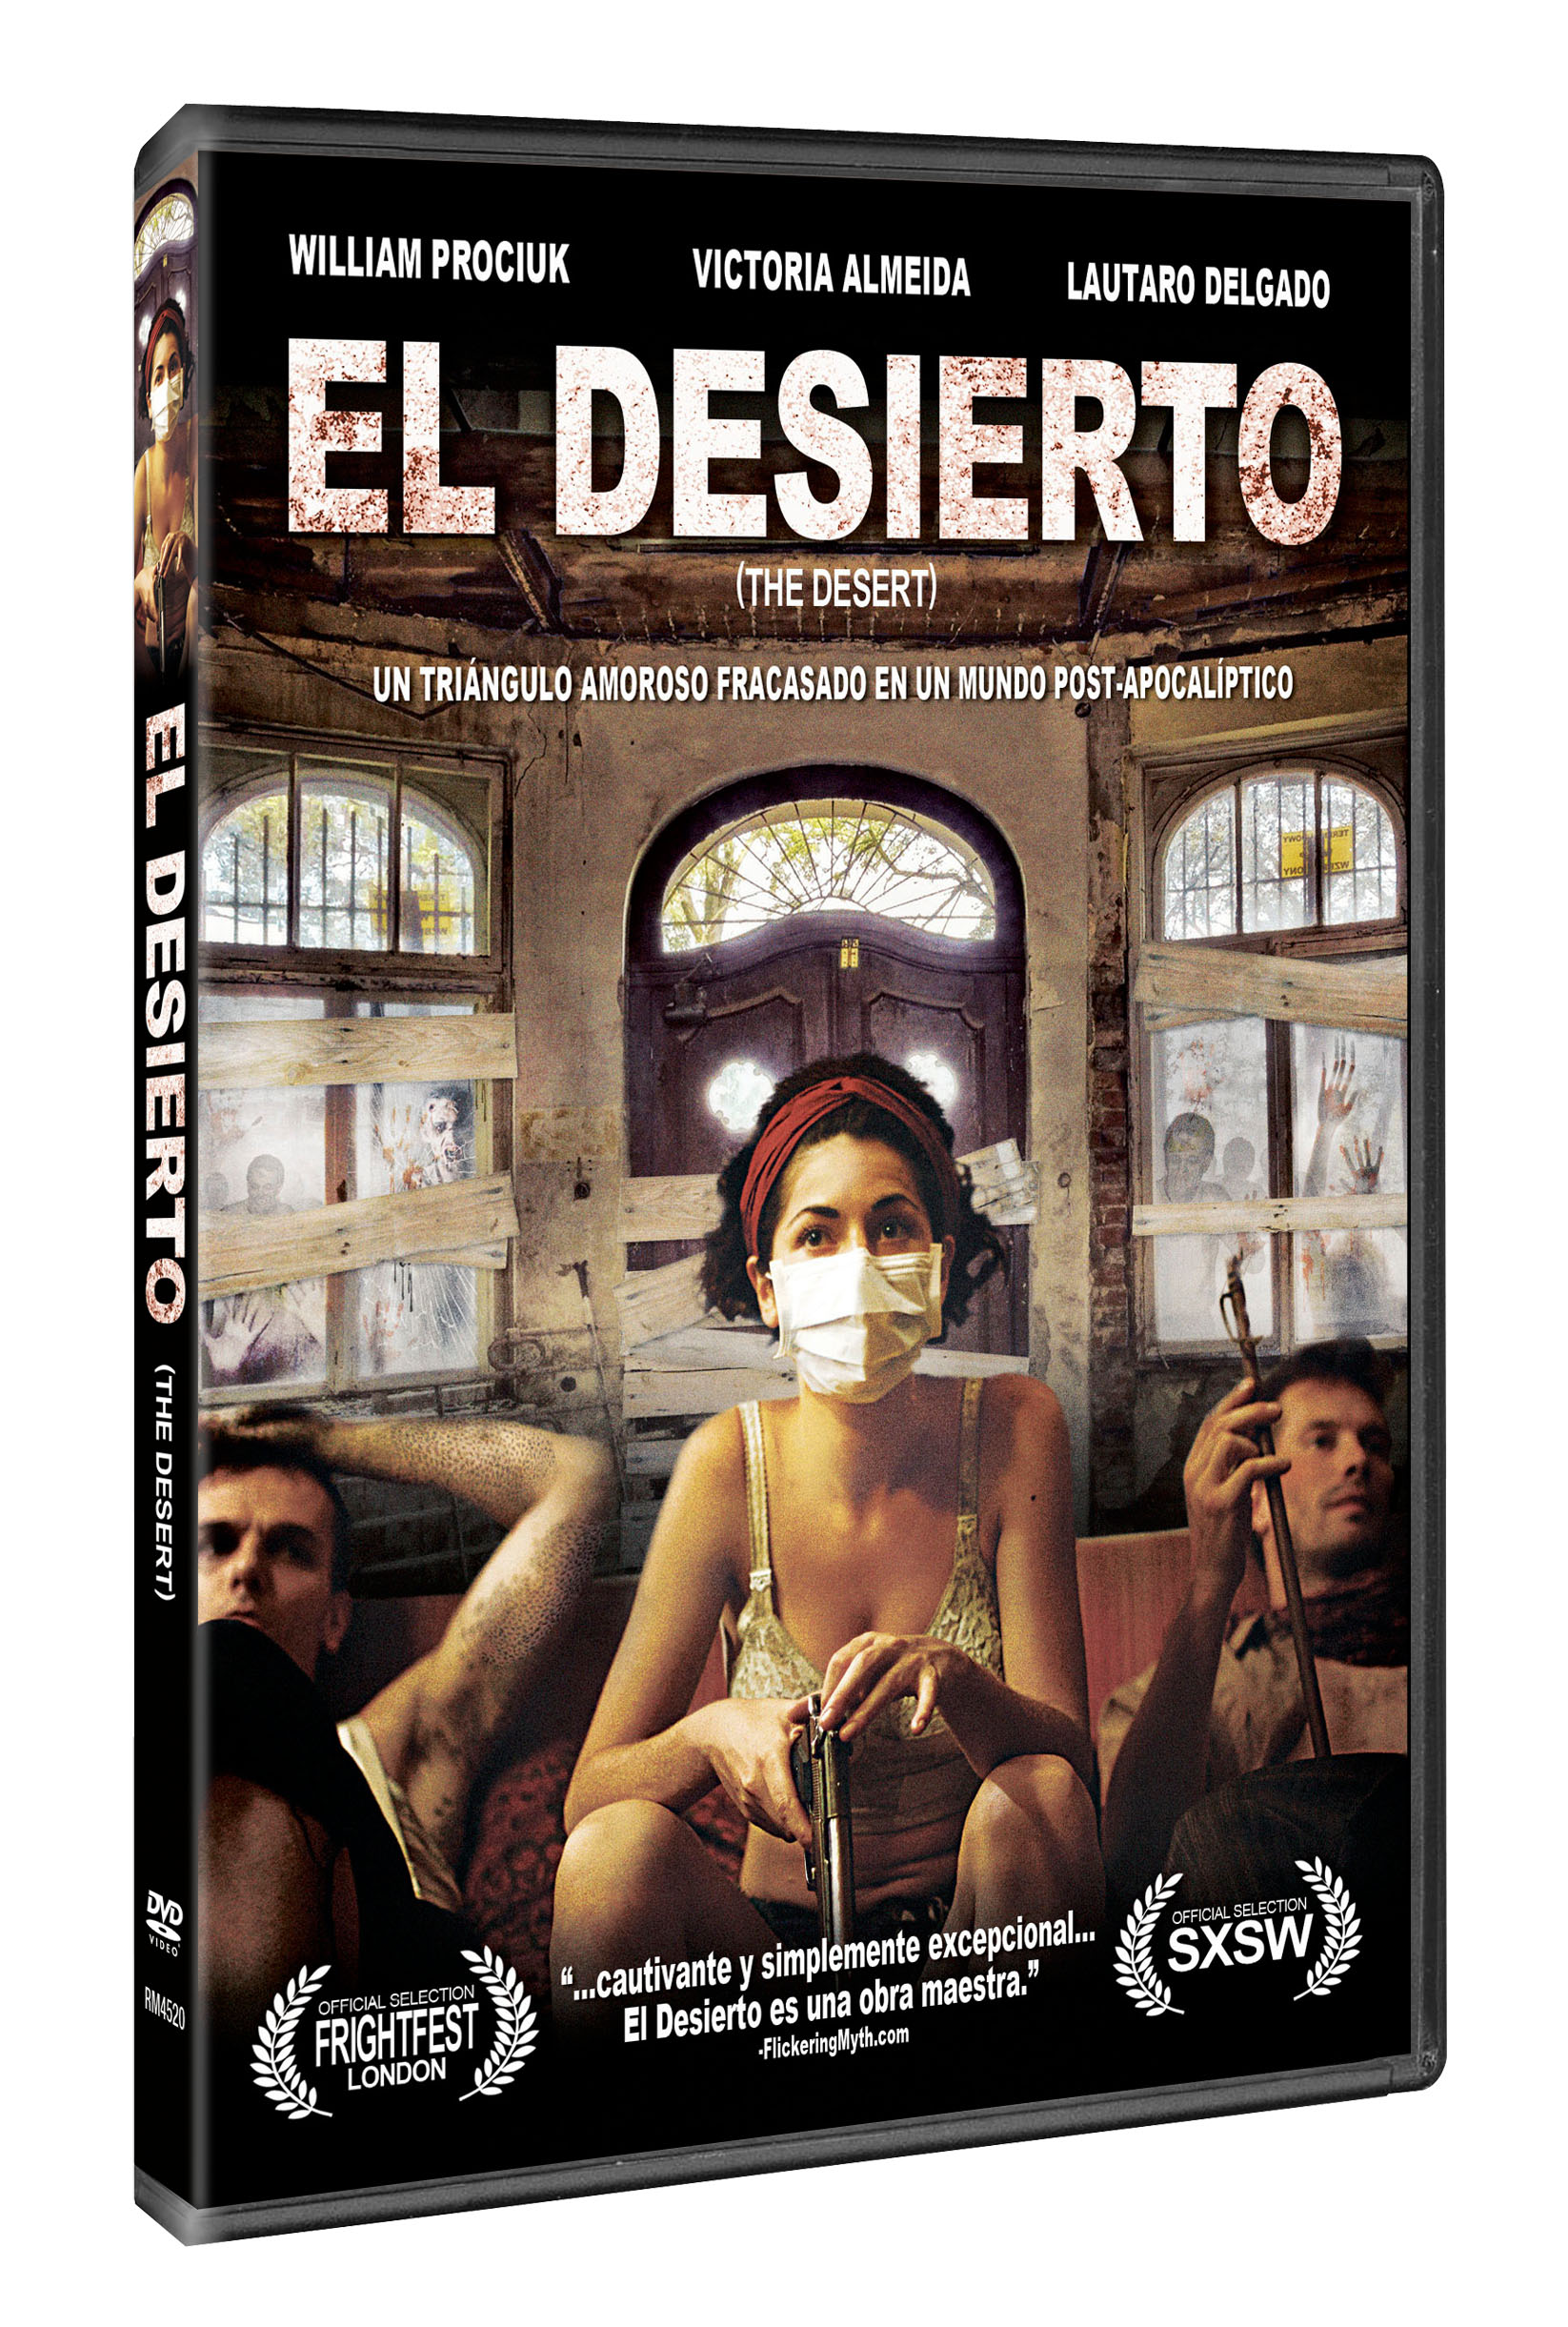 WILLIAM PROCIUK
VICTORIA ALMEIDA
LAUTARO DELGADO
EL DESIERTO
(THE DESERT)
UN TRIÁNGULO AMOROSO FRACASADO EN UN MUNDO POST-APOCALÍPTICO
“...cautivante y simplemente excepcional...
El Desierto es una obra maestra.”
-FlickeringMyth.com
OFFICIAL SELECTION
FRIGHTFEST
LONDON
OFFICIAL SELECTION
SXSW
EL DESIERTO
(THE DESERT)
DVD
VIDEO
RM4520